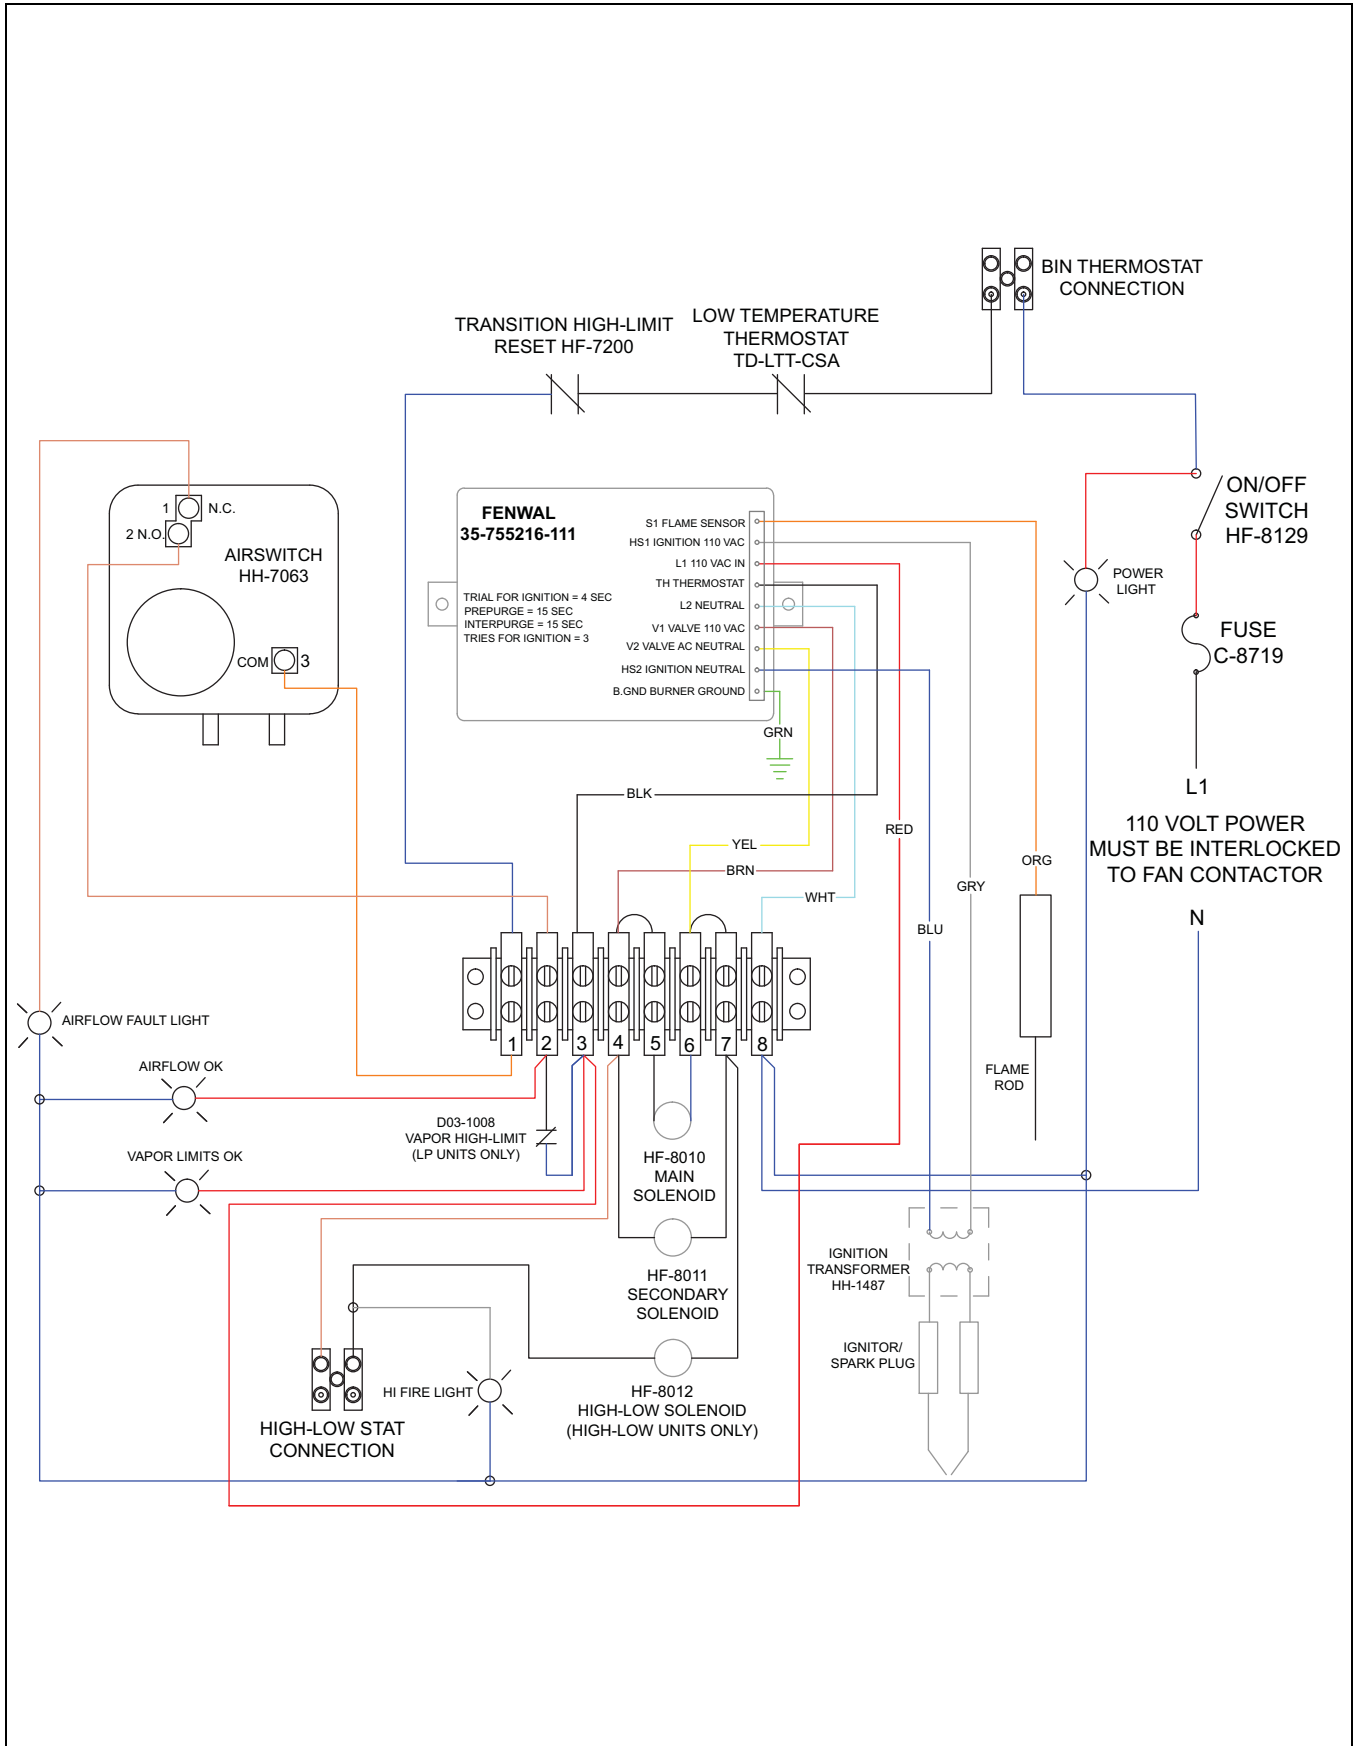 BIN THERMOSTAT
CONNECTION
TRANSITION HIGH-LIMIT
RESET HF-7200
LOW TEMPERATURE
THERMOSTAT
TD-LTT-CSA
ON/OFF
SWITCH
HF-8129
POWER
LIGHT
FUSE
C-8719
L1
110 VOLT POWER
MUST BE INTERLOCKED
TO FAN CONTACTOR
N
1
N.C.
2 N.O.
AIRSWITCH
HH-7063
COM
3
FENWAL
35-755216-111
TRIAL FOR IGNITION = 4 SEC
PREPURGE = 15 SEC
INTERPURGE = 15 SEC
TRIES FOR IGNITION = 3
S1 FLAME SENSOR
HS1 IGNITION 110 VAC
L1 110 VAC IN
TH THERMOSTAT
L2 NEUTRAL
V1 VALVE 110 VAC
V2 VALVE AC NEUTRAL
HS2 IGNITION NEUTRAL
B.GND BURNER GROUND
GRN
BLK
YEL
BRN
WHT
RED
BLU
GRY
ORG
FLAME
ROD
1
2
3
4
5
6
7
8
AIRFLOW FAULT LIGHT
AIRFLOW OK
VAPOR LIMITS OK
D03-1008
VAPOR HIGH-LIMIT
(LP UNITS ONLY)
HF-8010
MAIN
SOLENOID
HF-8011
SECONDARY
SOLENOID
HF-8012
HIGH-LOW SOLENOID
(HIGH-LOW UNITS ONLY)
HI FIRE LIGHT
HIGH-LOW STAT
CONNECTION
IGNITION
TRANSFORMER
HH-1487
IGNITOR/
SPARK PLUG